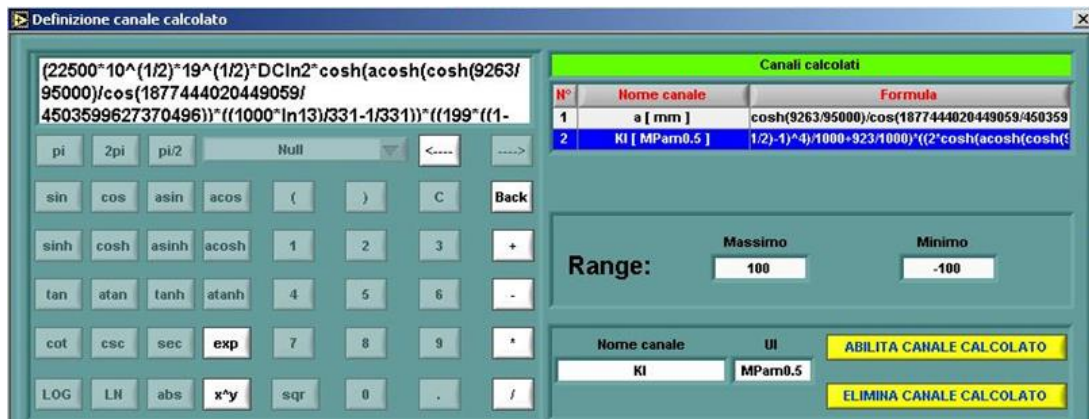 Definizione canale calcolato
(22500*10^(1/2)*19^(1/2)*DCIn2*cosh(acosh(cosh(9263/
95000)/cos(1877444020449059/
4503599627370496))*((1000*In13)/331-1/331))*((199*((1-
pi 2pi pi/2 Null <---- ---->
sin cos asin acos ( ) C Back
sinh cosh asinh acosh 1 2 3 +
tan atan tanh atanh 4 5 6 -
cot csc sec exp 7 8 9 *
LOG LN abs x^y sqr 0 . /
Canali calcolati
N° Nome canale Formula
1 a [ mm ] cosh(9263/95000)/cos(1877444020449059/450359
2 KI [ MPam0.5 ] 1/2)-1)^4)/1000+923/1000)*((2*cosh(acosh(cosh(9
Range:
Massimo Minimo
100 -100
Nome canale UI
KI MPam0.5
ABILITA CANALE CALCOLATO
ELIMINA CANALE CALCOLATO